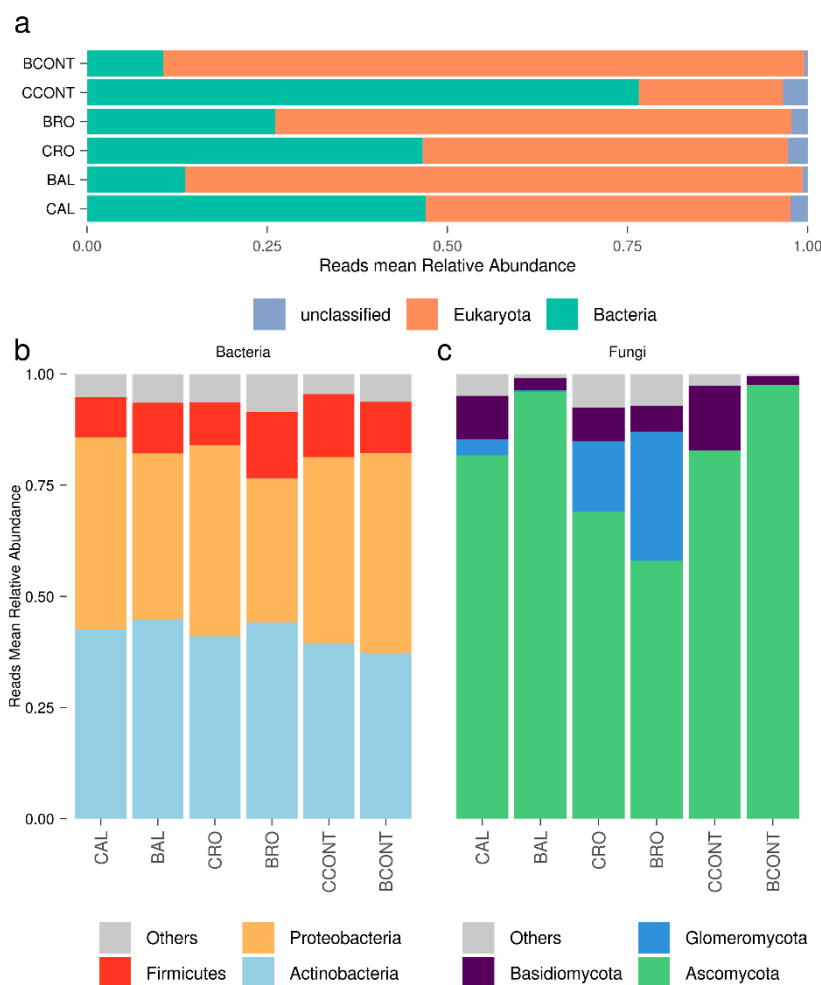 a
BCONT
CCONT
BRO
CRO
BAL
CAL
0.00 0.25 0.50 0.75 1.00
Reads mean Relative Abundance
unclassified Eukaryota Bacteria
b Bacteria c Fungi
1.00
0.75
0.50
0.25
0.00
Reads Mean Relative Abundance
CAL BAL CRO BRO CCONT BCONT CAL BAL CRO BRO CCONT BCONT
Others Proteobacteria Others Glomeromycota
Firmicutes Actinobacteria Basidiomycota Ascomycota